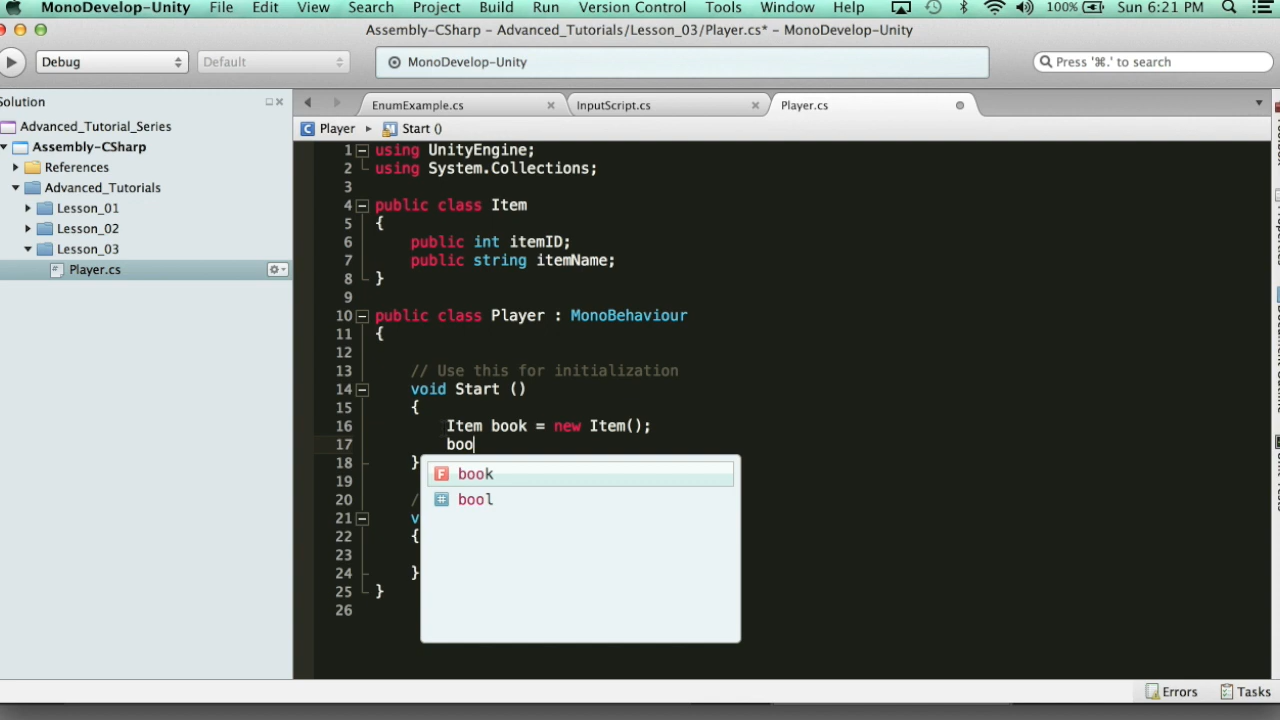 MonoDevelop-Unity File Edit View Search Project Build Run Version Control Tools Window Help 100% Sun 6:21 PM
Assembly-CSharp – Advanced_Tutorials/Lesson_03/Player.cs* – MonoDevelop-Unity
Debug Default MonoDevelop-Unity Press '⌘.' to search
Solution
EnumExample.cs InputScript.cs Player.cs
Player Start ()
Advanced_Tutorial_Series
Assembly-CSharp
References
Advanced_Tutorials
Lesson_01
Lesson_02
Lesson_03
Player.cs
1 using UnityEngine;
2 using System.Collections;
3
4 public class Item
5 {
6 public int itemID;
7 public string itemName;
8 }
9
10 public class Player : MonoBehaviour
11 {
12
13 // Use this for initialization
14 void Start ()
15 {
16 Item book = new Item();
17 boo
18 }
19
20 /
21 v
22 {
23
24 }
25 }
26
book
bool
Errors Tasks